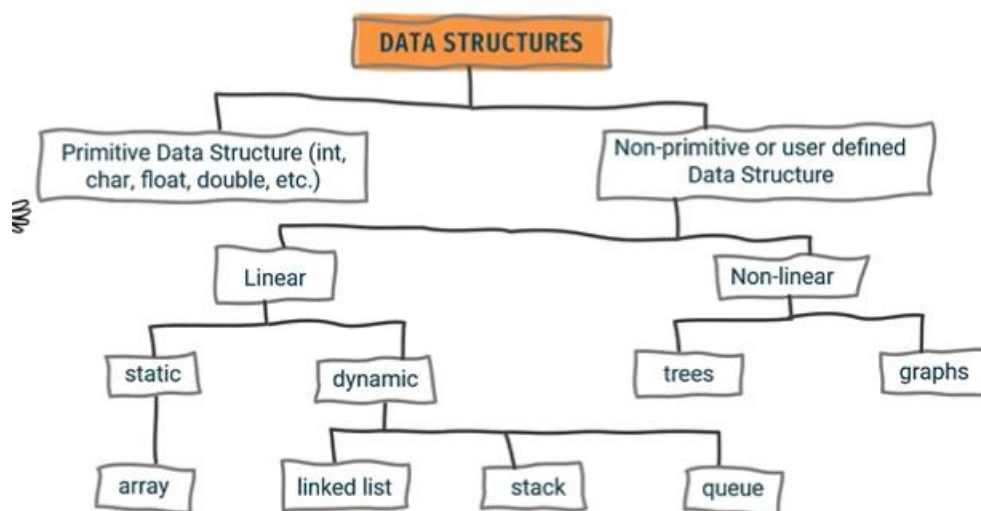 DATA STRUCTURES
Primitive Data Structure (int,
char, float, double, etc.)
Non-primitive or user defined
Data Structure
Linear
Non-linear
static
dynamic
trees
graphs
array
linked list
stack
queue